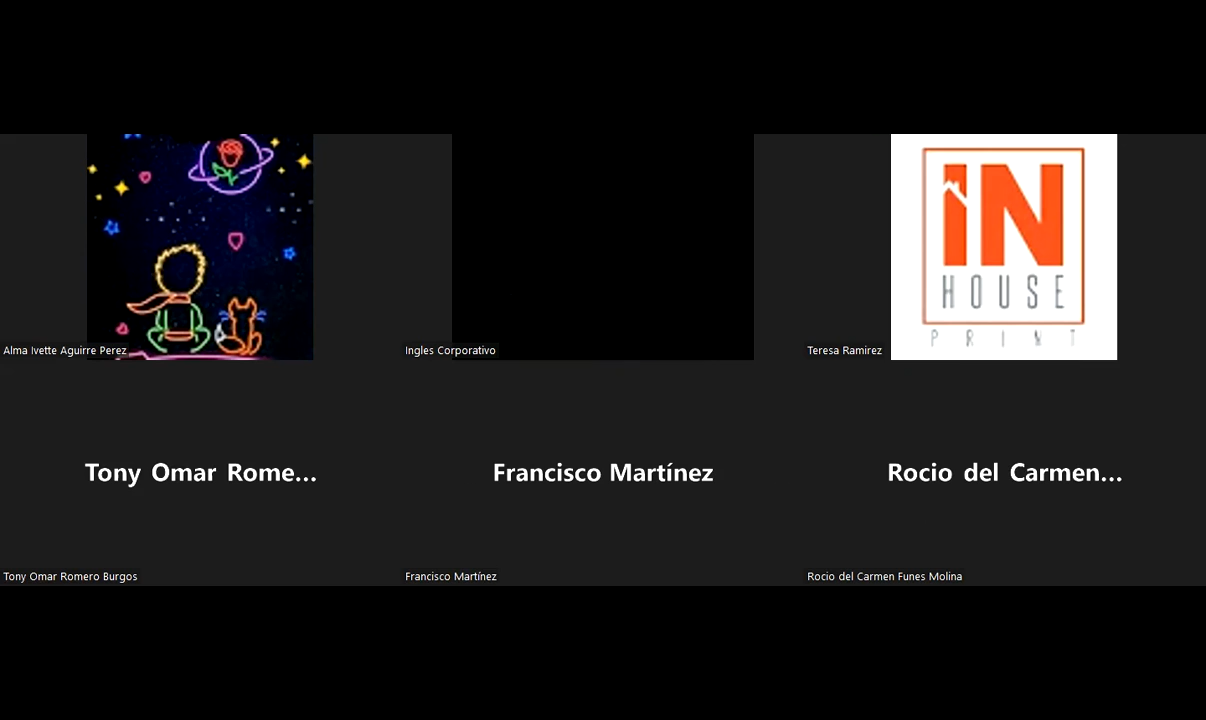 iN
HOUSE
PRINT
Alma Ivette Aguirre Perez
Ingles Corporativo
Teresa Ramirez
Tony Omar Rome...
Francisco Martínez
Rocio del Carmen...
Tony Omar Romero Burgos
Francisco Martínez
Rocio del Carmen Funes Molina